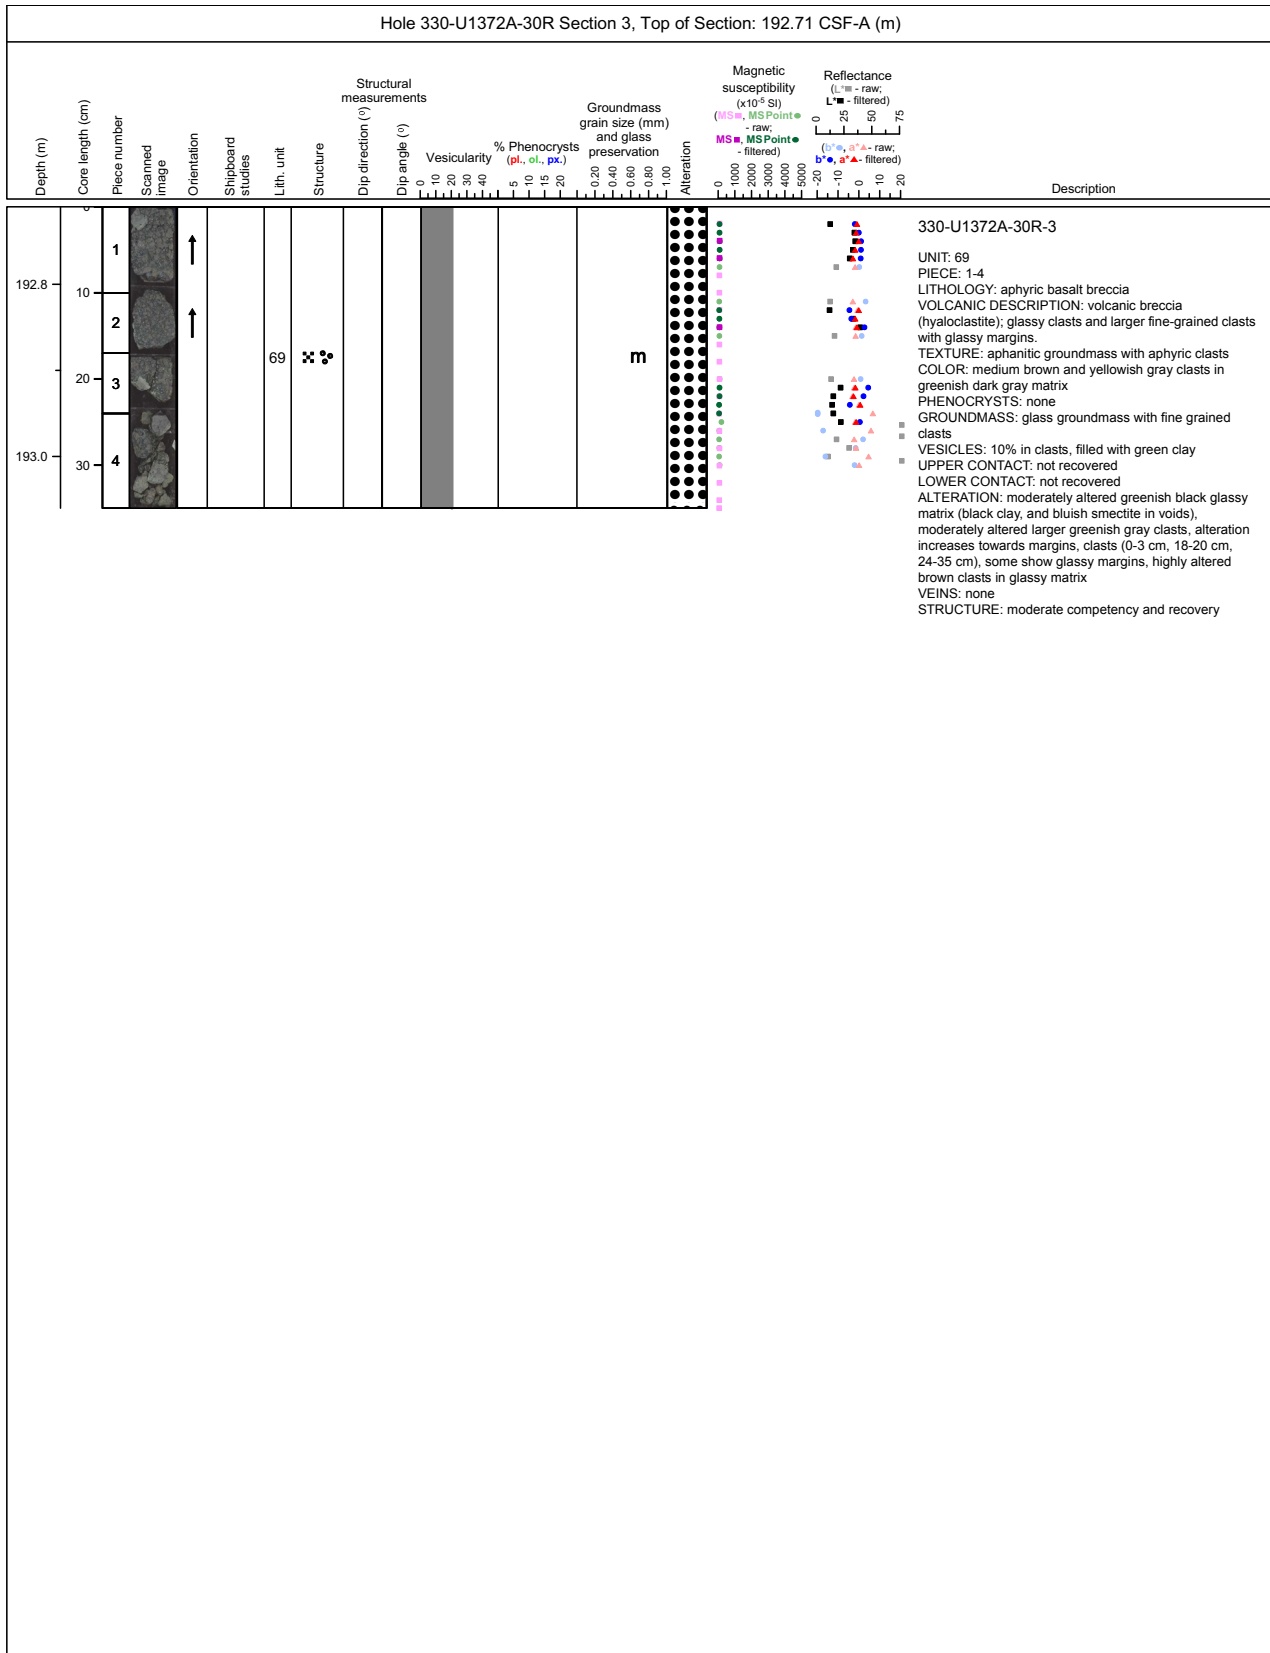 Hole 330-U1372A-30R Section 3, Top of Section: 192.71 CSF-A (m)
Depth (m)
Core length (cm)
Piece number
Scanned
image
Orientation
Shipboard
studies
Lith. unit
Structure
Structural
measurements
Dip direction (º)
Dip angle (º)
Vesicularity
0 10 20 30 40
% Phenocrysts
(pl., ol., px.)
5 10 15 20
Groundmass
grain size (mm)
and glass
preservation
0.20 0.40 0.60 0.80 1.00
Alteration
Magnetic
susceptibility
(x10-5 SI)
(MS■, MSPoint●
- raw;
MS■, MSPoint●
- filtered)
0 1000 2000 3000 4000 5000
Reflectance
(L*■ - raw;
L*■ - filtered)
0 25 50 75
(b*●, a*▲- raw;
b*●, a*▲- filtered)
-20 -10 0 10 20
Description
0
1
192.8
10
2
69
m
20
3
193.0
30
4
330-U1372A-30R-3
UNIT: 69
PIECE: 1-4
LITHOLOGY: aphyric basalt breccia
VOLCANIC DESCRIPTION: volcanic breccia
(hyaloclastite); glassy clasts and larger fine-grained clasts
with glassy margins.
TEXTURE: aphanitic groundmass with aphyric clasts
COLOR: medium brown and yellowish gray clasts in
greenish dark gray matrix
PHENOCRYSTS: none
GROUNDMASS: glass groundmass with fine grained
clasts
VESICLES: 10% in clasts, filled with green clay
UPPER CONTACT: not recovered
LOWER CONTACT: not recovered
ALTERATION: moderately altered greenish black glassy
matrix (black clay, and bluish smectite in voids),
moderately altered larger greenish gray clasts, alteration
increases towards margins, clasts (0-3 cm, 18-20 cm,
24-35 cm), some show glassy margins, highly altered
brown clasts in glassy matrix
VEINS: none
STRUCTURE: moderate competency and recovery